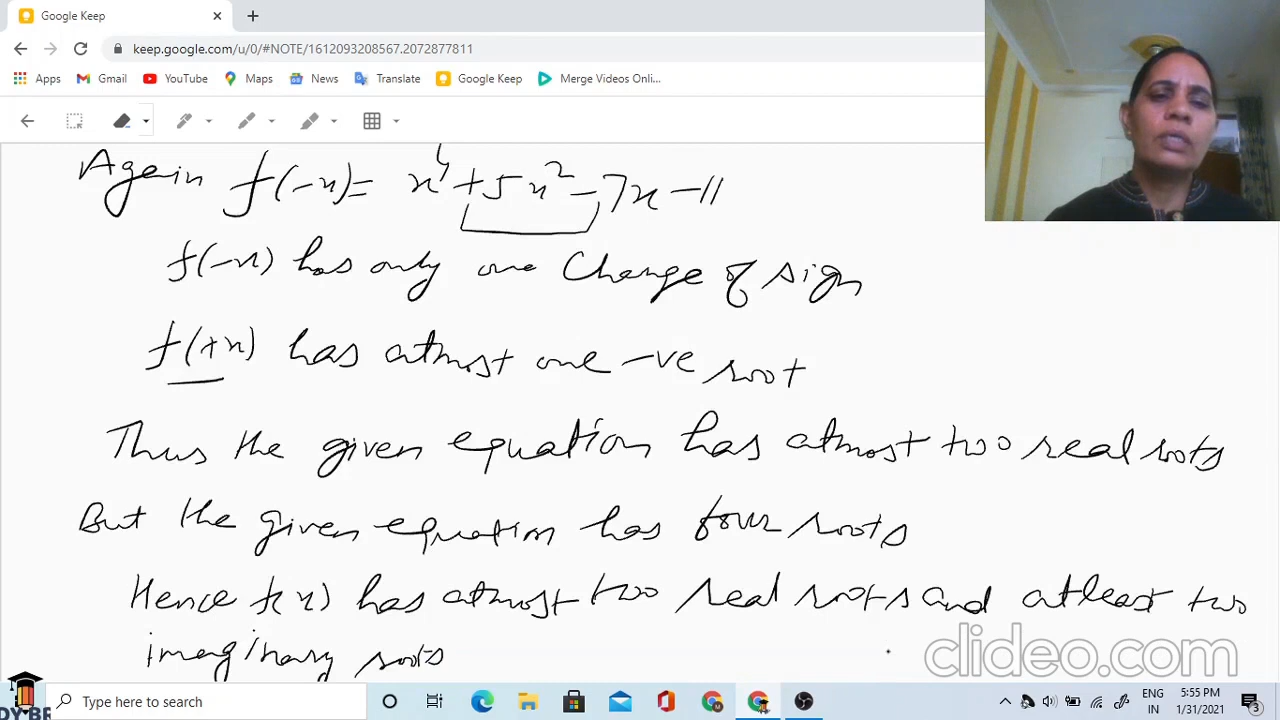 Google Keep
keep.google.com/u/0/#NOTE/1612093208567.2072877811
Apps Gmail YouTube Maps News Translate Google Keep Merge Videos Onli...
Again f(-x)= x⁴+5x²-7x-11
f(-x) has only one Change of sign
f(+x) has atmost one -ve root
Thus the given equation has atmost two real roots
But the given equation has four roots
Hence f(x) has atmost two real roots and atleast two
imaginary roots
clideo.com
Type here to search
ENG
IN
5:55 PM
1/31/2021
3
DY BR